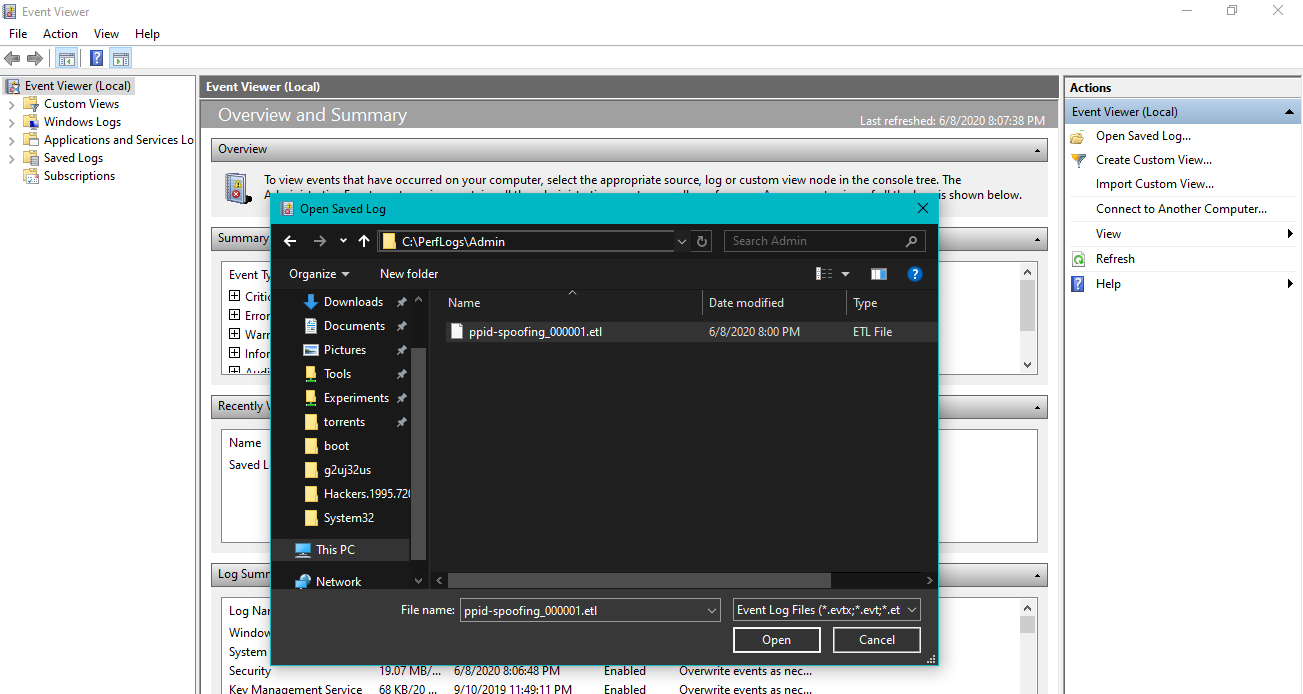 Event Viewer
File Action View Help
Event Viewer (Local)
Custom Views
Windows Logs
Applications and Services Lo
Saved Logs
Subscriptions
Event Viewer (Local)
Overview and Summary
Last refreshed: 6/8/2020 8:07:38 PM
Overview
To view events that have occurred on your computer, select the appropriate source, log or custom view node in the console tree. The
is shown below.
Summary
Event Ty
Critic
Error
Warr
Infor
Recently V
Name
Saved L
Log Sumr
Log Nar
Window
System
Security 19.07 MB/... 6/8/2020 8:06:48 PM Enabled Overwrite events as nec...
Key Management Service 68 KB/20 ... 9/10/2019 11:49:11 PM Enabled Overwrite events as nec...
Open Saved Log
C:\PerfLogs\Admin
Search Admin
Organize New folder
Downloads
Documents
Pictures
Tools
Experiments
torrents
boot
g2uj32us
Hackers.1995.720
System32
This PC
Network
Name Date modified Type
ppid-spoofing_000001.etl 6/8/2020 8:00 PM ETL File
File name: ppid-spoofing_000001.etl Event Log Files (*.evtx;*.evt;*.et
Open Cancel
Actions
Event Viewer (Local)
Open Saved Log...
Create Custom View...
Import Custom View...
Connect to Another Computer...
View
Refresh
Help